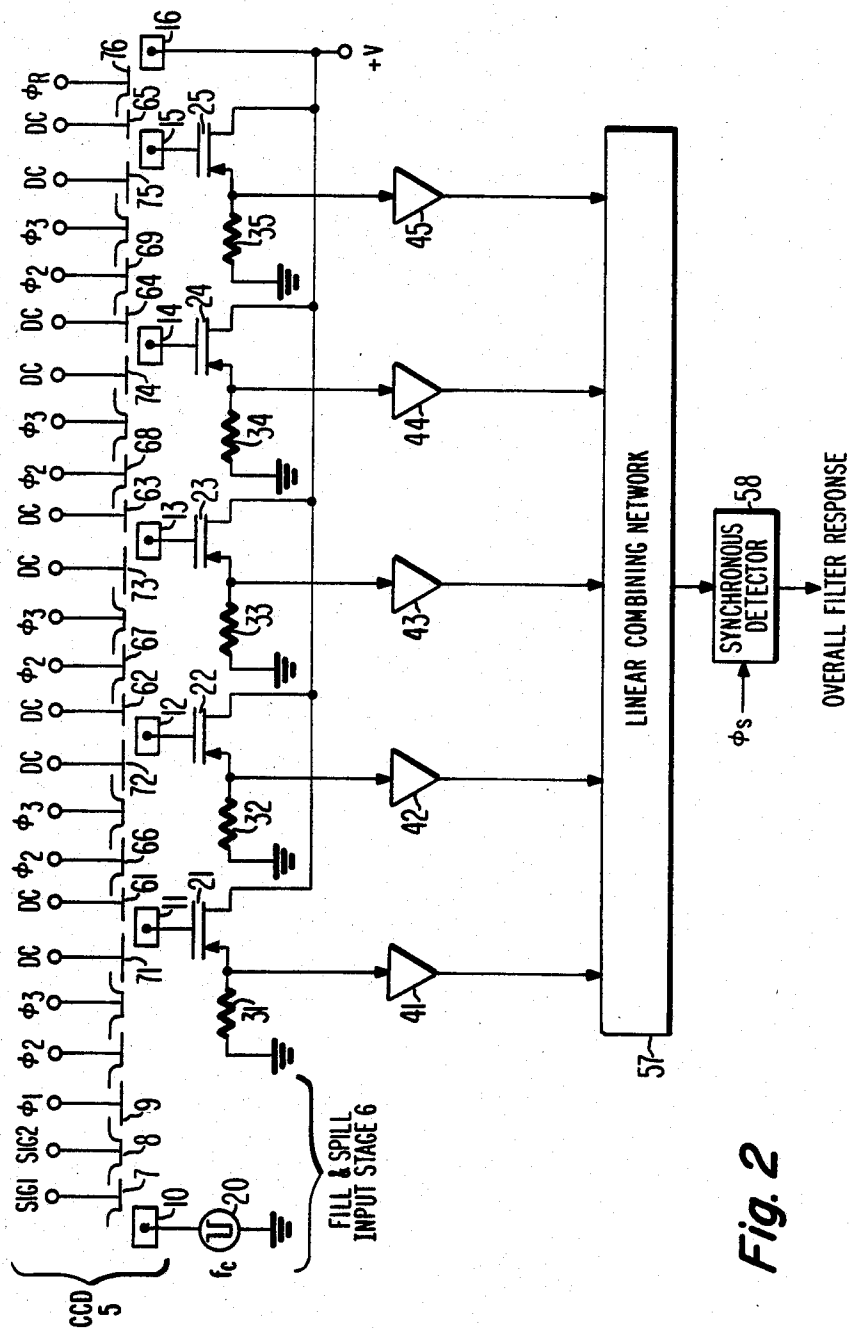 CCD
5
SIG1 SIG2 φ1 φ2 φ3 DC DC φ2 φ3 DC DC φ2 φ3 DC DC φ2 φ3 DC DC φ2 φ3 DC DC φR
7 8 9 71 61 66 72 62 67 73 63 68 74 64 69 75 65 76
10 11 12 13 14 15 16
fc 20 21 22 23 24 25
31 32 33 34 35
+V
FILL & SPILL
INPUT STAGE 6
41 42 43 44 45
57
LINEAR COMBINING NETWORK
φs
SYNCHRONOUS
DETECTOR
58
OVERALL FILTER RESPONSE
Fig. 2